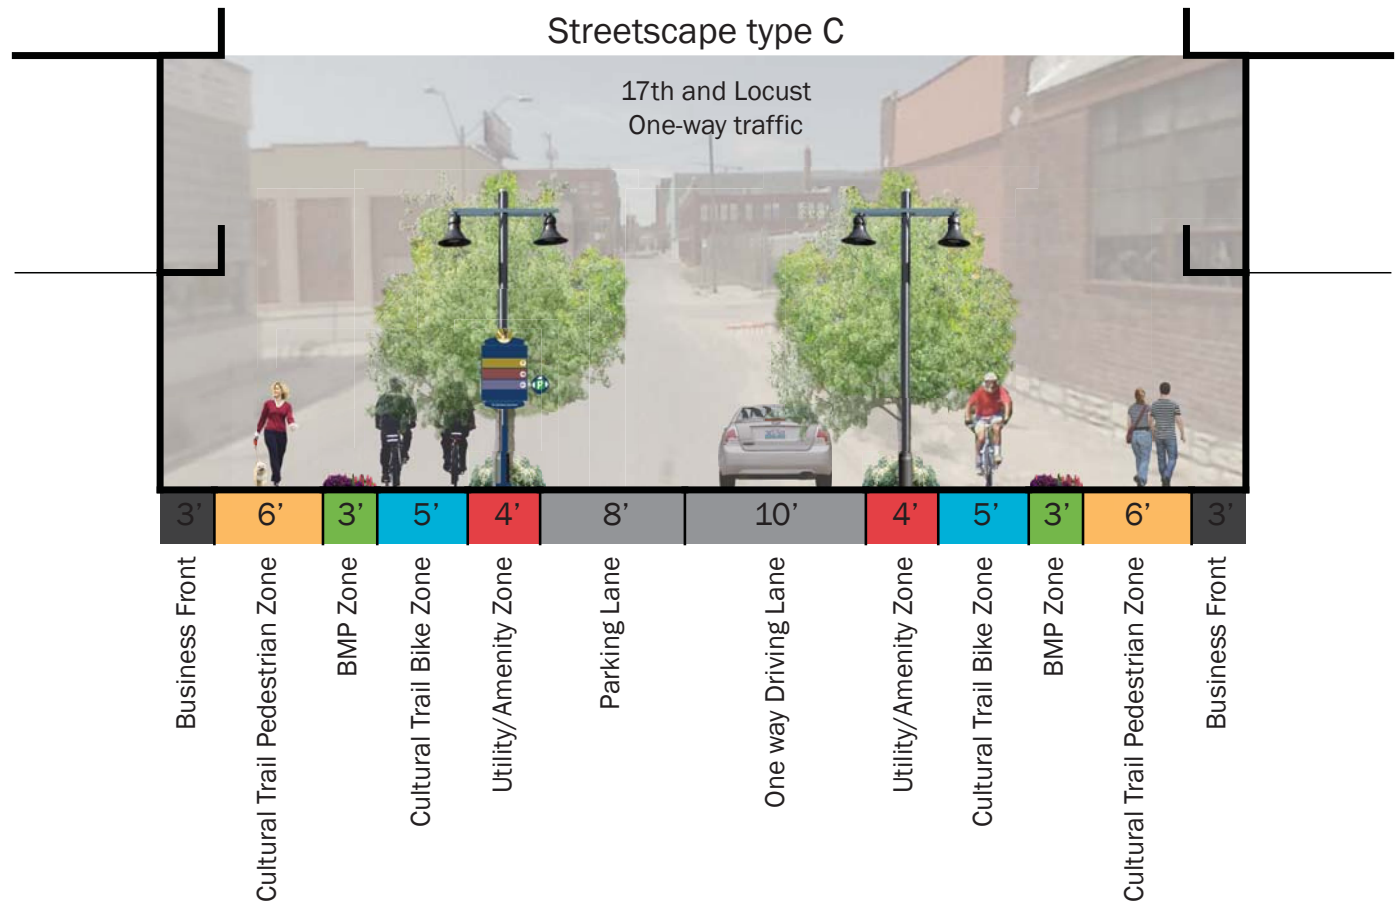 Streetscape type C
17th and Locust
One-way traffic
P
3’ 6’ 3’ 5’ 4’ 8’ 10’ 4’ 5’ 3’ 6’ 3’
Business Front
Cultural Trail Pedestrian Zone
BMP Zone
Cultural Trail Bike Zone
Utility/Amenity Zone
Parking Lane
One way Driving Lane
Utility/Amenity Zone
Cultural Trail Bike Zone
BMP Zone
Cultural Trail Pedestrian Zone
Business Front